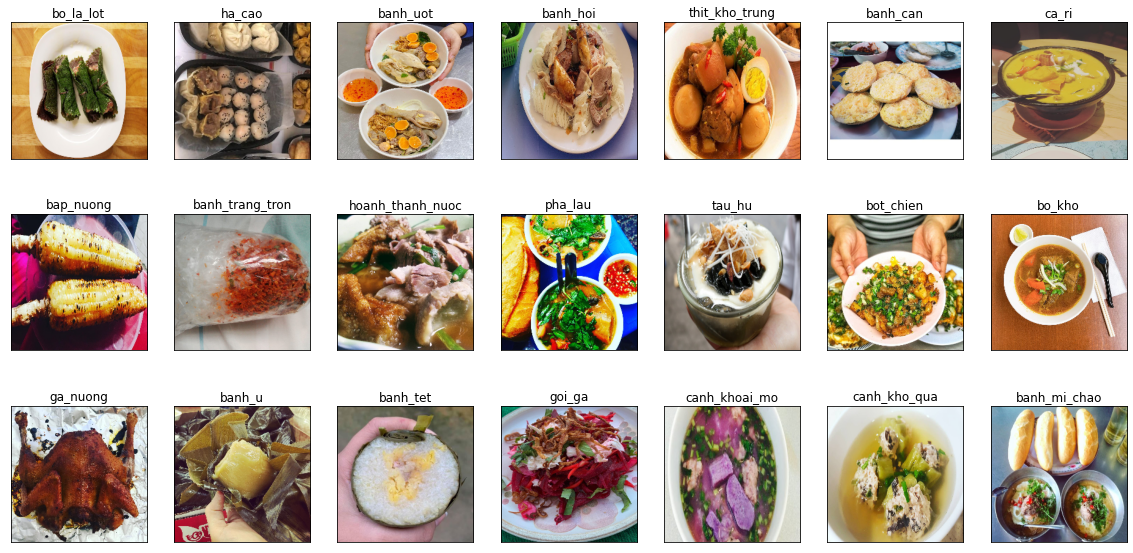 bo_la_lot
ha_cao
banh_uot
banh_hoi
thit_kho_trung
banh_can
ca_ri
bap_nuong
banh_trang_tron
hoanh_thanh_nuoc
pha_lau
tau_hu
bot_chien
bo_kho
ga_nuong
banh_u
banh_tet
goi_ga
canh_khoai_mo
canh_kho_qua
banh_mi_chao